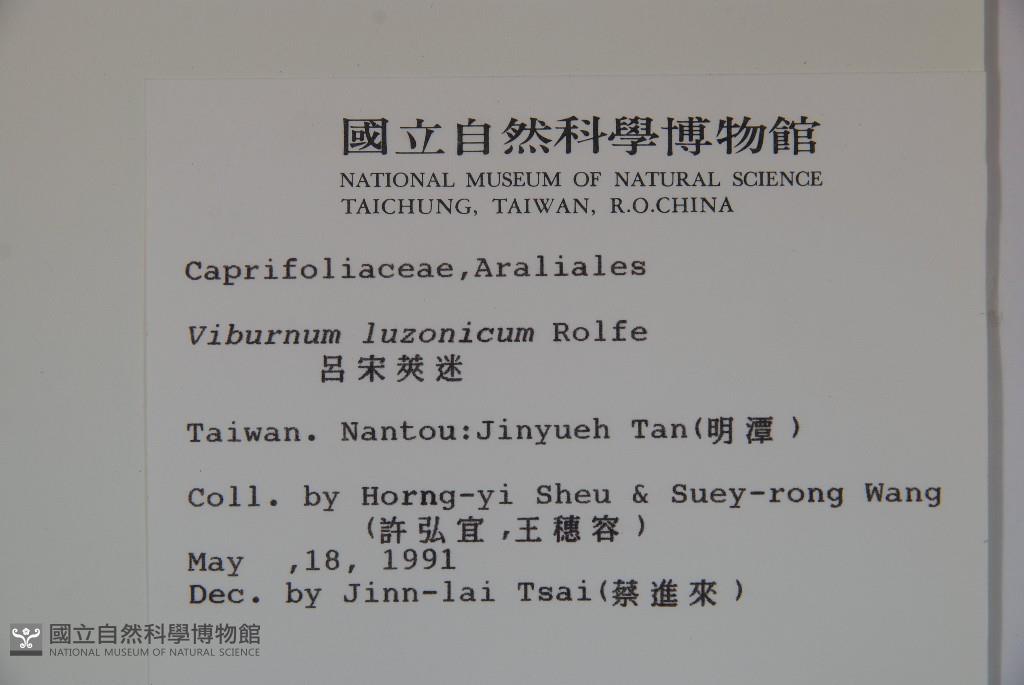 國立自然科學博物館
NATIONAL MUSEUM OF NATURAL SCIENCE
TAICHUNG, TAIWAN, R.O.CHINA
Caprifoliaceae,Araliales
Viburnum luzonicum Rolfe
呂宋莢迷
Taiwan. Nantou:Jinyueh Tan(明潭)
Coll. by Horng-yi Sheu & Suey-rong Wang
(許弘宜,王穗容)
May ,18, 1991
Dec. by Jinn-lai Tsai(蔡進來)
國立自然科學博物館
NATIONAL MUSEUM OF NATURAL SCIENCE